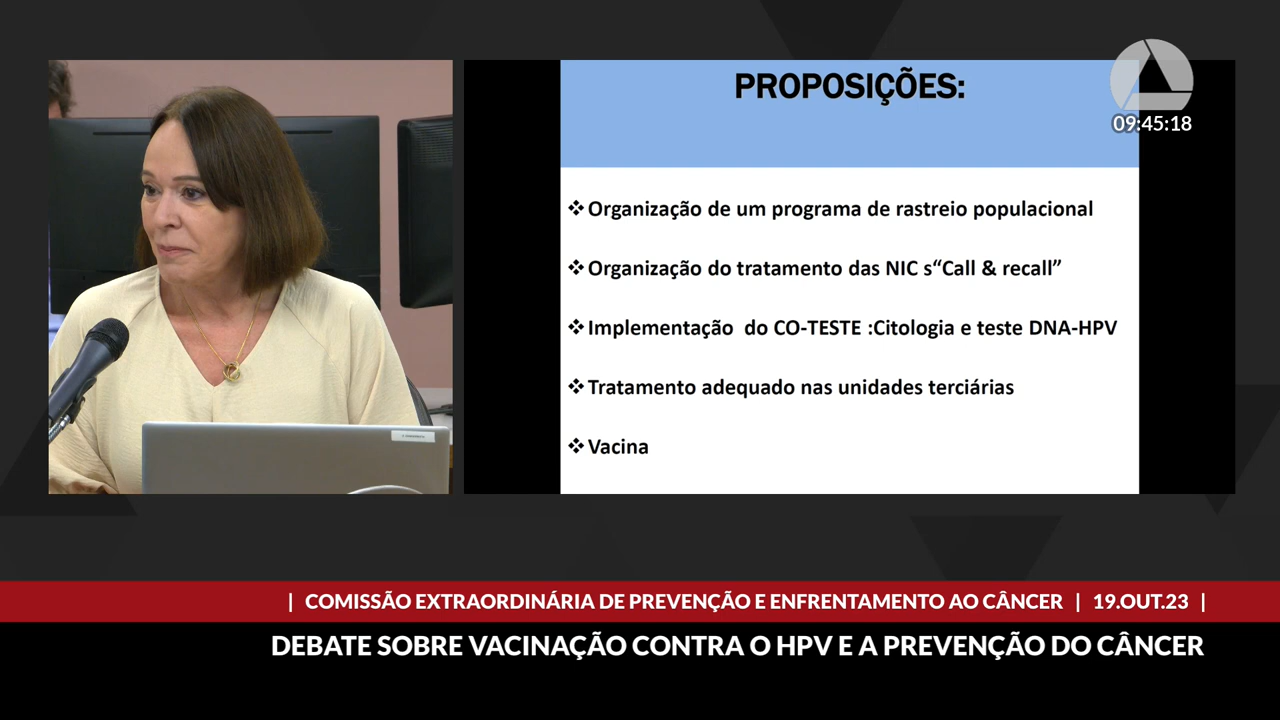 PROPOSIÇÕES:
09:45:18
❖Organização de um programa de rastreio populacional
❖Organização do tratamento das NIC s“Call & recall”
❖Implementação  do CO-TESTE :Citologia e teste DNA-HPV
❖Tratamento adequado nas unidades terciárias
❖Vacina
| COMISSÃO EXTRAORDINÁRIA DE PREVENÇÃO E ENFRENTAMENTO AO CÂNCER | 19.OUT.23 |
DEBATE SOBRE VACINAÇÃO CONTRA O HPV E A PREVENÇÃO DO CÂNCER